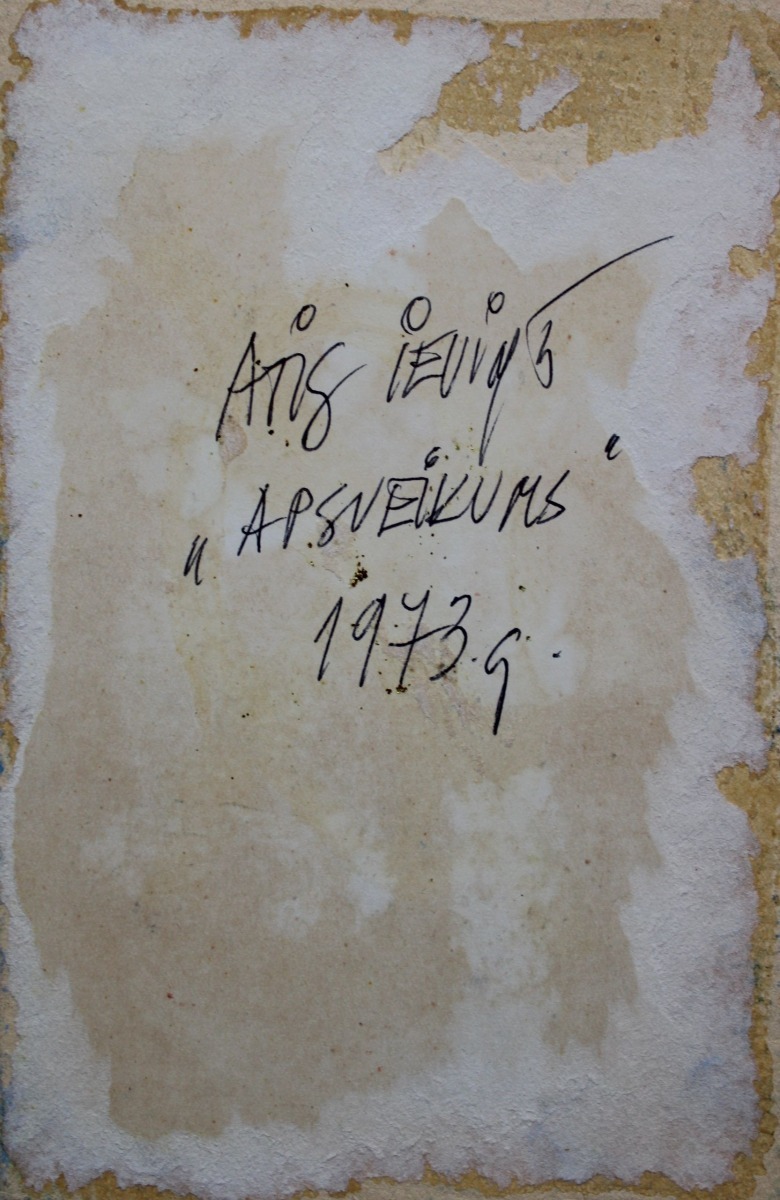 Atis Ieviņš
„APSVEIKUMS“
1973.g.